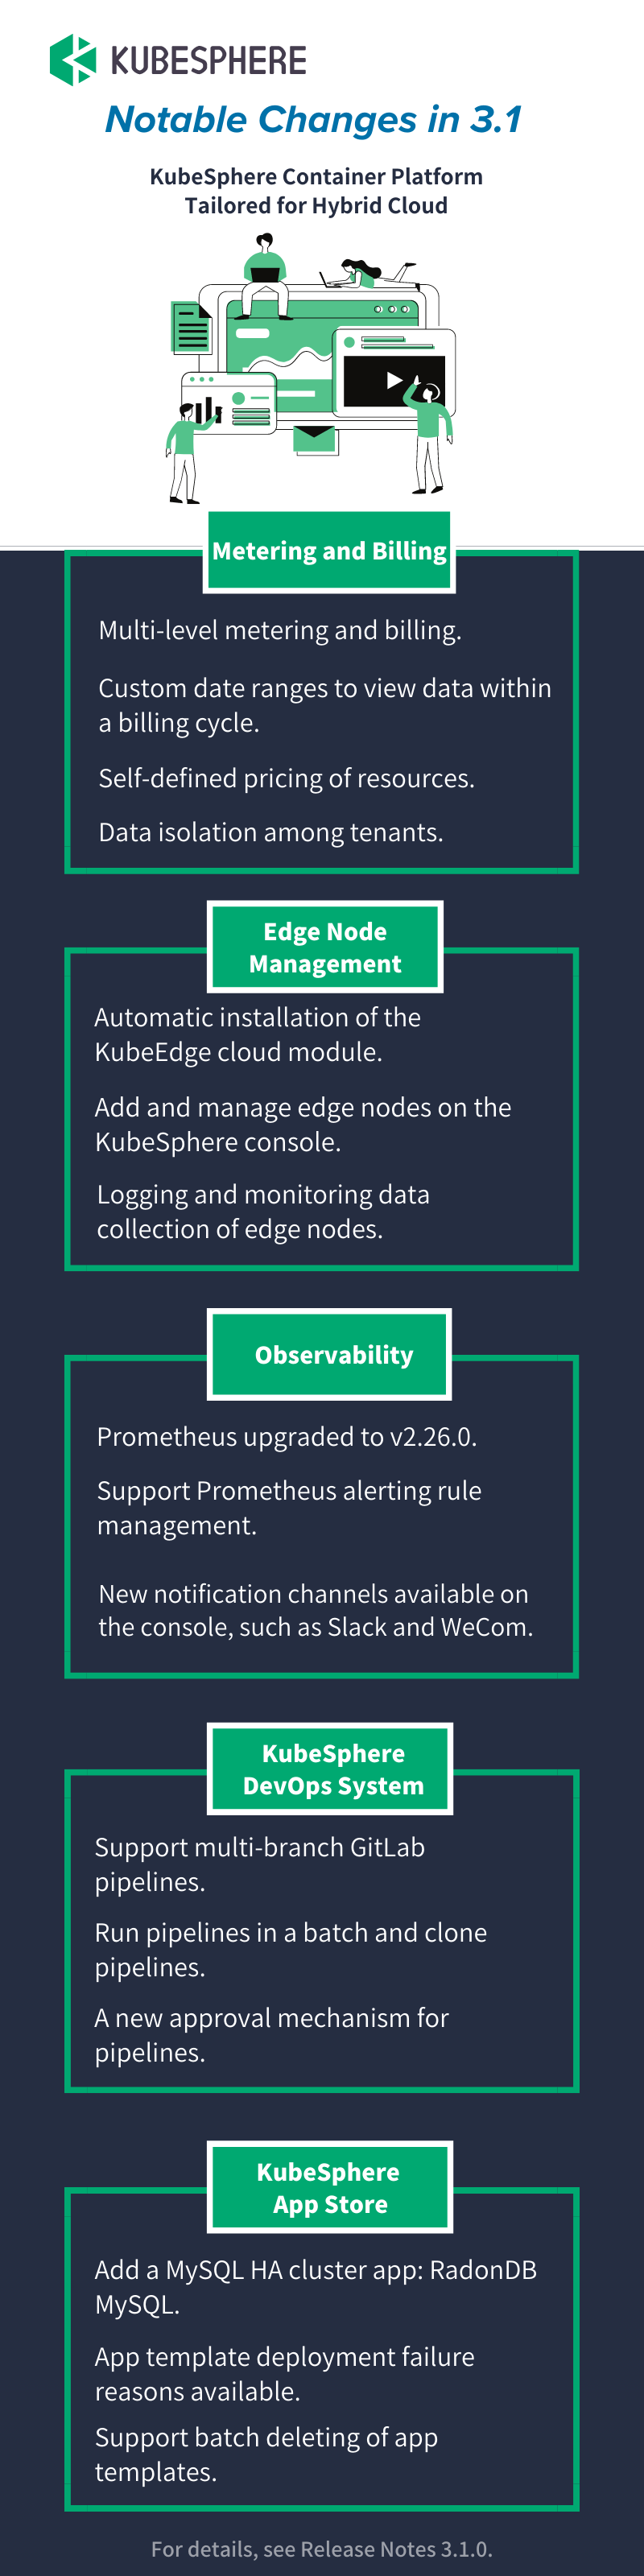 KUBESPHERE
Notable Changes in 3.1
KubeSphere Container Platform
Tailored for Hybrid Cloud
Metering and Billing
Multi-level metering and billing.
Custom date ranges to view data within
a billing cycle.
Self-defined pricing of resources.
Data isolation among tenants.
Edge Node
Management
Automatic installation of the
KubeEdge cloud module.
Add and manage edge nodes on the
KubeSphere console.
Logging and monitoring data
collection of edge nodes.
Observability
Prometheus upgraded to v2.26.0.
Support Prometheus alerting rule
management.
New notification channels available on
the console, such as Slack and WeCom.
KubeSphere
DevOps System
Support multi-branch GitLab
pipelines.
Run pipelines in a batch and clone
pipelines.
A new approval mechanism for
pipelines.
KubeSphere
App Store
Add a MySQL HA cluster app: RadonDB
MySQL.
App template deployment failure
reasons available.
Support batch deleting of app
templates.
For details, see Release Notes 3.1.0.